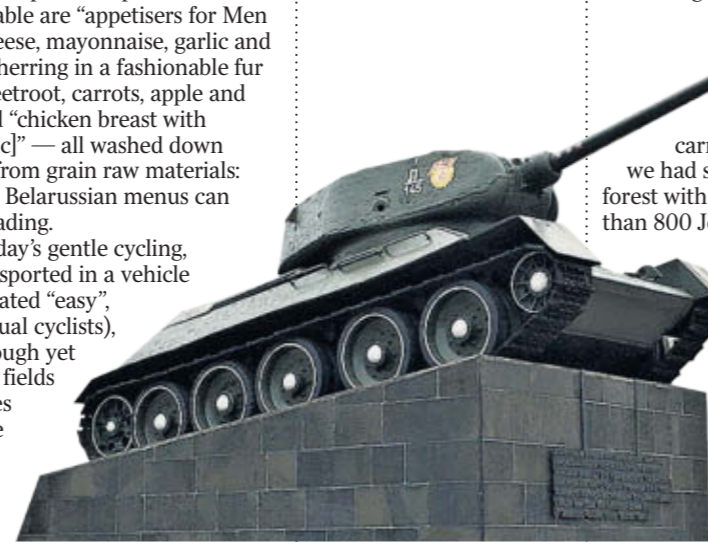 able are “appetisers for Men
eese, mayonnaise, garlic and
herring in a fashionable fur
eetroot, carrots, apple and
“chicken breast with
c]” — all washed down
from grain raw materials:
Belarussian menus can
ading.
day’s gentle cycling,
sported in a vehicle
ated “easy”,
ual cyclists),
ough yet
fields
es
e
carr
we had s
forest with
than 800 Je